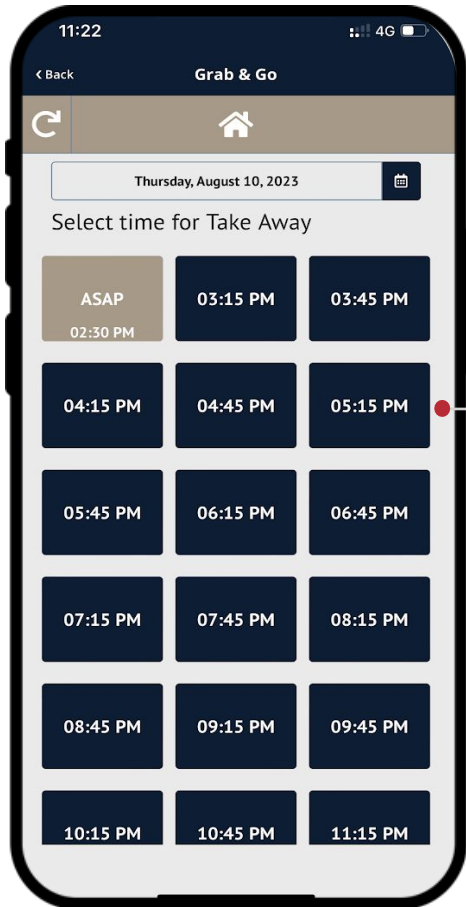 11:22 4G
Back Grab & Go
Thursday, August 10, 2023
Select time for Take Away
ASAP 03:15 PM 03:45 PM
02:30 PM
04:15 PM 04:45 PM 05:15 PM
05:45 PM 06:15 PM 06:45 PM
07:15 PM 07:45 PM 08:15 PM
08:45 PM 09:15 PM 09:45 PM
10:15 PM 10:45 PM 11:15 PM